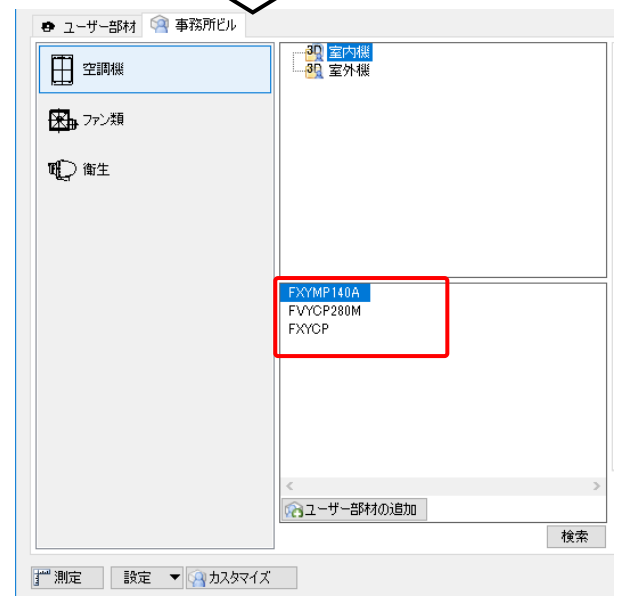 ユーザー部材 事務所ビル
空調機
ファン類
衛生
室内機
室外機
FXYMP140A
FVYCP280M
FXYCP
ユーザー部材の追加
検索
測定 設定 カスタマイズ